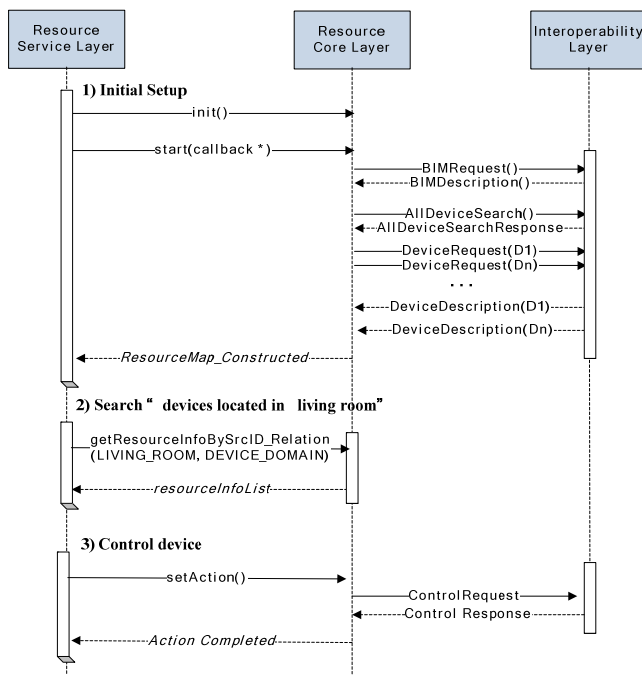 Resource
Service Layer
Resource
Core Layer
Interoperability
Layer
1) Initial Setup
init()
start(callback *)
BIMRequest()
BIMDescription()
AllDeviceSearch()
AllDeviceSearchResponse
DeviceRequest(D1)
DeviceRequest(Dn)
...
DeviceDescription(D1)
DeviceDescription(Dn)
ResourceMap_Constructed
2) Search “ devices located in living room”
getResourceInfoBySrcID_Relation
(LIVING_ROOM, DEVICE_DOMAIN)
resourceInfoList
3) Control device
setAction()
ControlRequest
Control Response
Action Completed